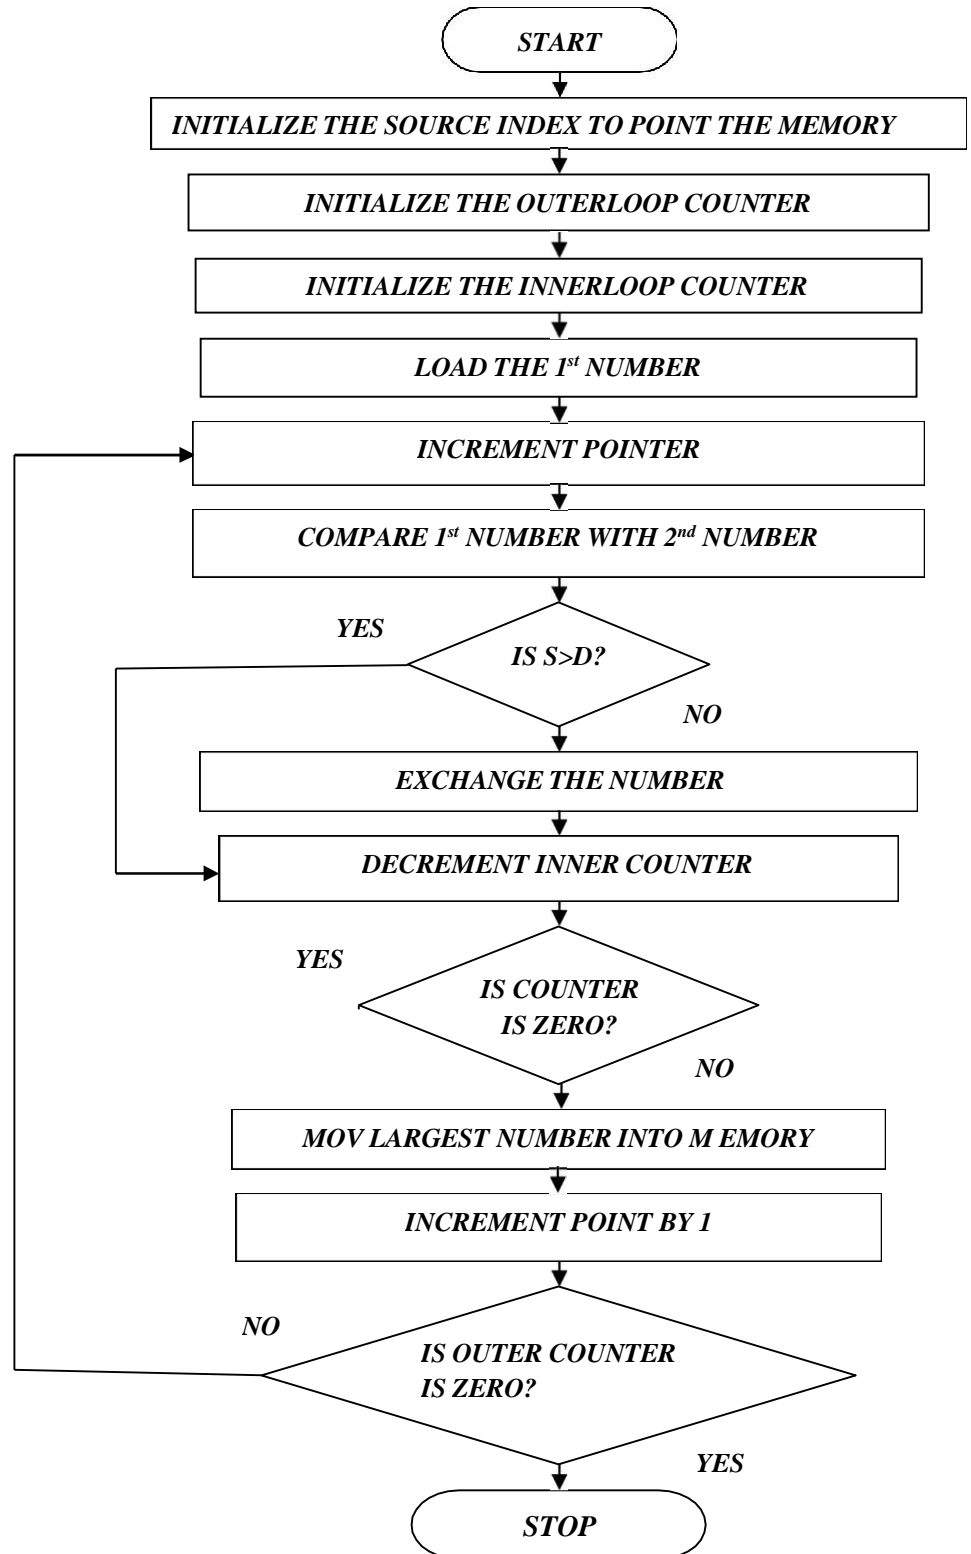 START
INITIALIZE THE SOURCE INDEX TO POINT THE MEMORY
INITIALIZE THE OUTERLOOP COUNTER
INITIALIZE THE INNERLOOP COUNTER
LOAD THE 1st NUMBER
INCREMENT POINTER
COMPARE 1st NUMBER WITH 2nd NUMBER
YES
IS S>D?
NO
EXCHANGE THE NUMBER
DECREMENT INNER COUNTER
YES
IS COUNTER
IS ZERO?
NO
MOV LARGEST NUMBER INTO M EMORY
INCREMENT POINT BY 1
NO
IS OUTER COUNTER
IS ZERO?
YES
STOP